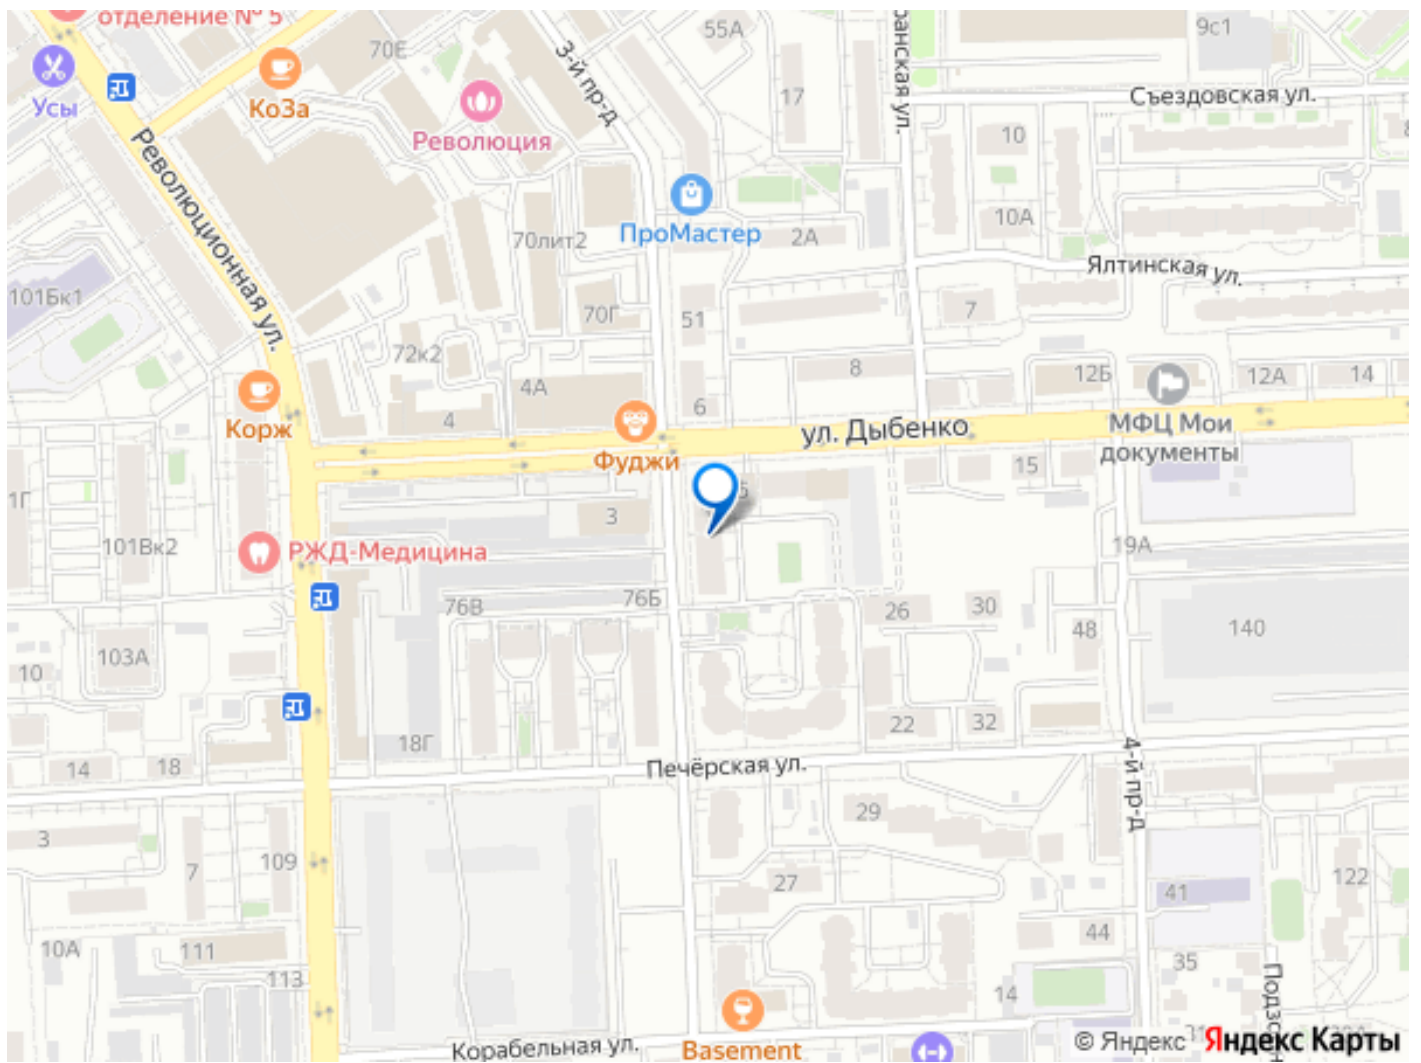 отделение № 5
55А
9с1
70Е
3-й пр-д
Съездовская ул.
17
Усы
КоЗа
Революция
10
Революционная ул.
10А
ПроМастер
2А
70лит2
Ялтинская ул.
101Бк1
7
70Г
51
72к2
8
12Б
12А
14
4А
6
4
Корж
ул. Дыбенко
МФЦ Мои
документы
Фуджи
15
1Г
3
101Вк2
РЖД-Медицина
19А
76В
76Б
26
30
48
140
103А
10
22
32
18Г
14
18
Печёрская ул.
4-й пр-д
3
29
109
7
27
41
122
44
10А
111
113
35
14
Корабельная ул.
Basement
© Яндекс
Яндекс Карты